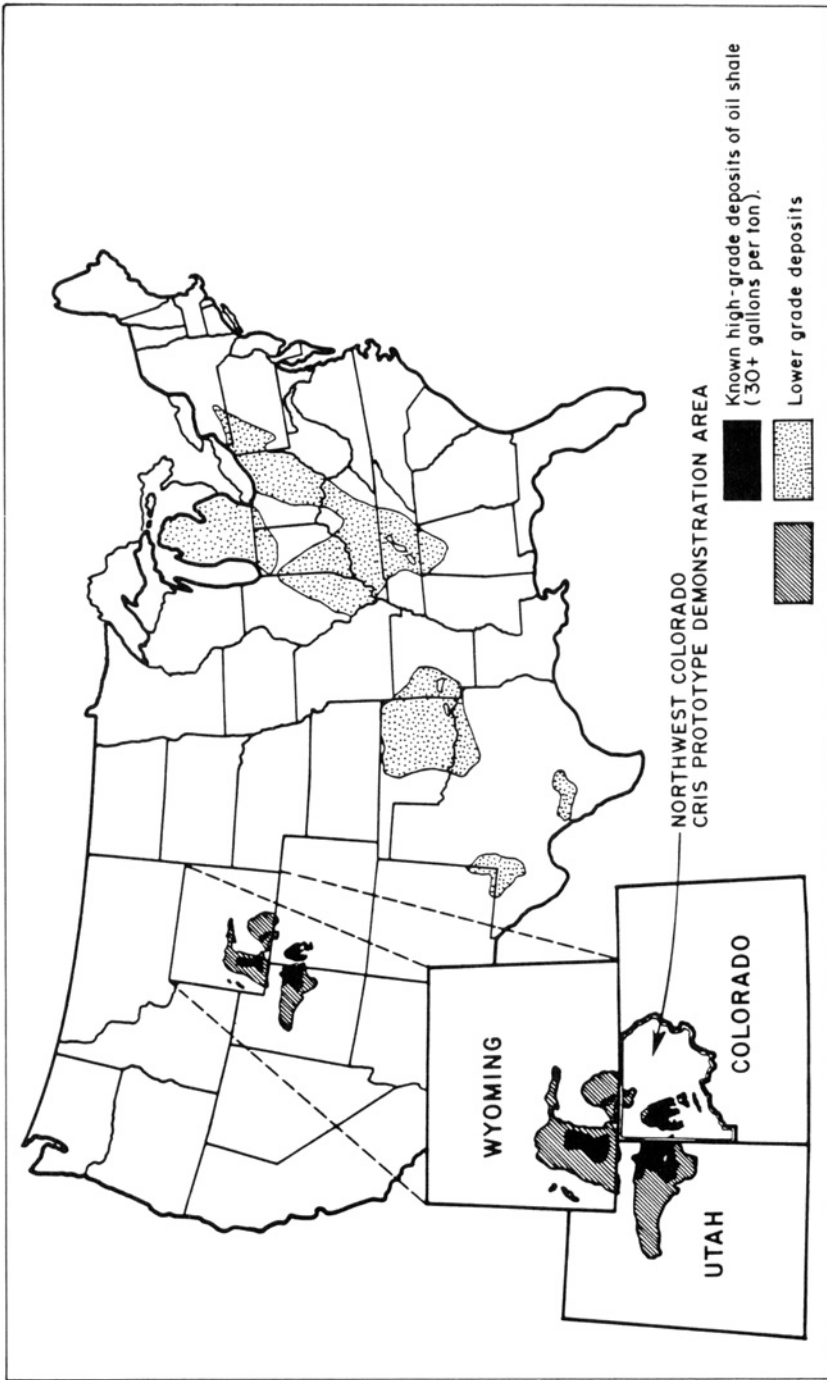 WYOMING
UTAH
COLORADO
NORTHWEST COLORADO
CRIS PROTOTYPE DEMONSTRATION AREA
Known high-grade deposits of oil shale
(30+ gallons per ton).
Lower grade deposits